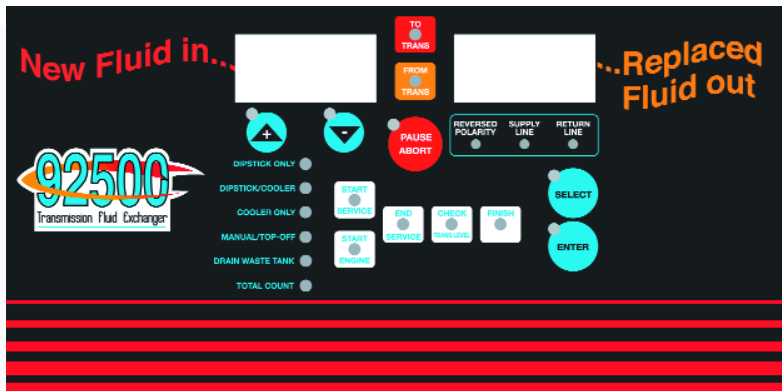 New Fluid in...
TO
TRANS
FROM
TRANS
...Replaced
Fluid out
+
-
PAUSE
ABORT
REVERSED
POLARITY
SUPPLY
LINE
RETURN
LINE
92500
Transmission Fluid Exchanger
DIPSTICK ONLY
DIPSTICK/COOLER
COOLER ONLY
MANUAL/TOP-OFF
DRAIN WASTE TANK
TOTAL COUNT
START
SERVICE
START
ENGINE
END
SERVICE
CHECK
TRANS LEVEL
FINISH
SELECT
ENTER